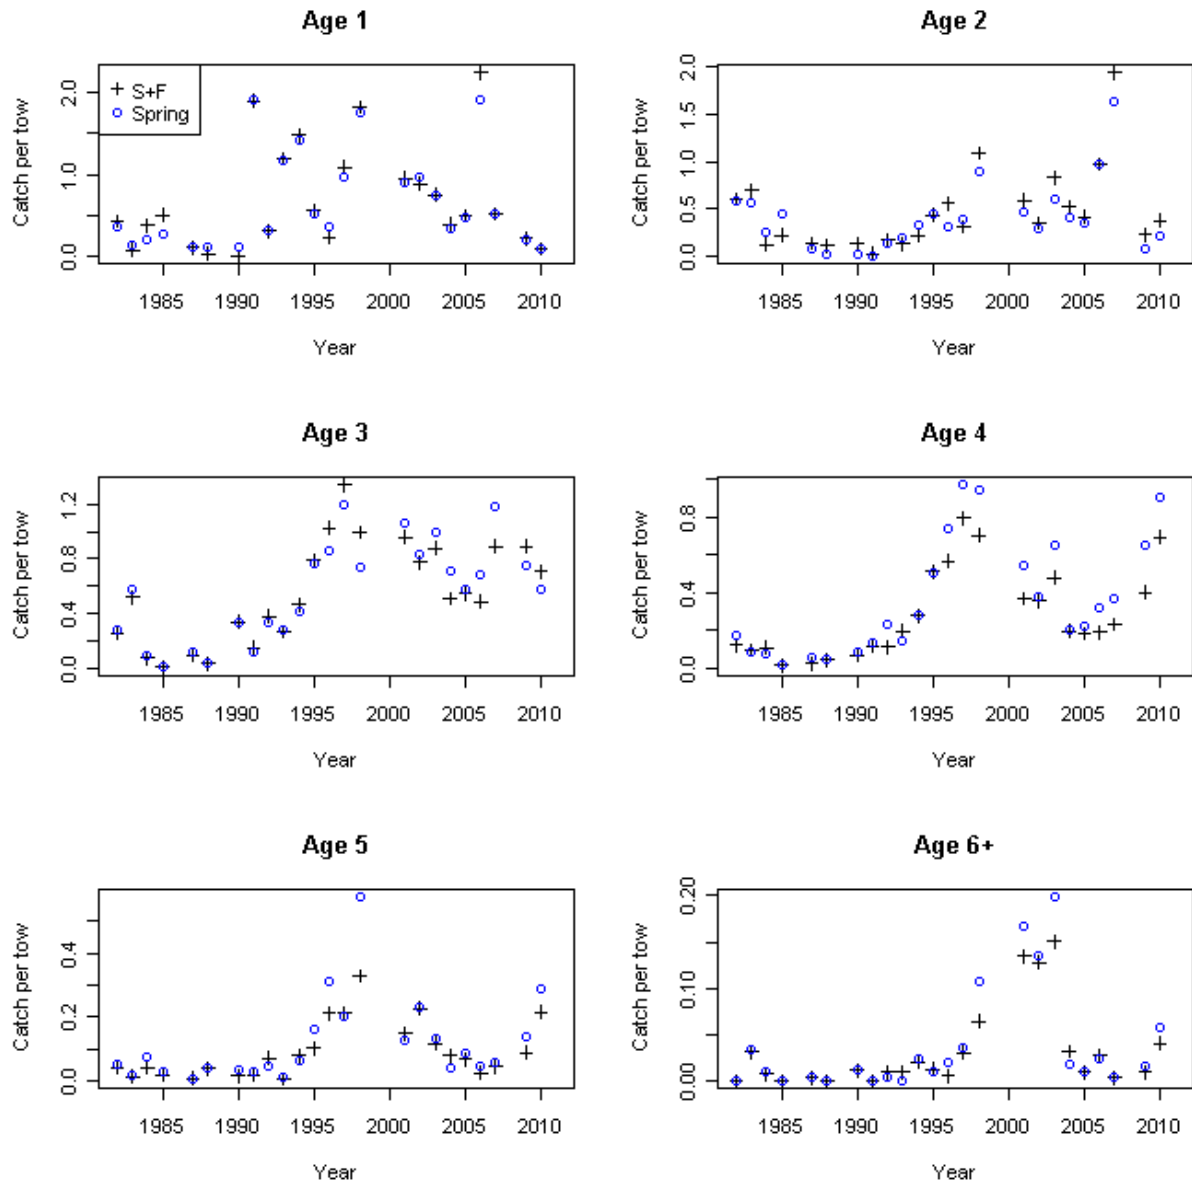 Age 1
Catch per tow
2.0
1.0
0.0
S+F
Spring
1985 1990 1995 2000 2005 2010
Year
Age 2
Catch per tow
2.0
1.5
1.0
0.5
0.0
1985 1990 1995 2000 2005 2010
Year
Age 3
Catch per tow
1.2
0.8
0.4
0.0
1985 1990 1995 2000 2005 2010
Year
Age 4
Catch per tow
0.8
0.4
0.0
1985 1990 1995 2000 2005 2010
Year
Age 5
Catch per tow
0.4
0.2
0.0
1985 1990 1995 2000 2005 2010
Year
Age 6+
Catch per tow
0.20
0.10
0.00
1985 1990 1995 2000 2005 2010
Year